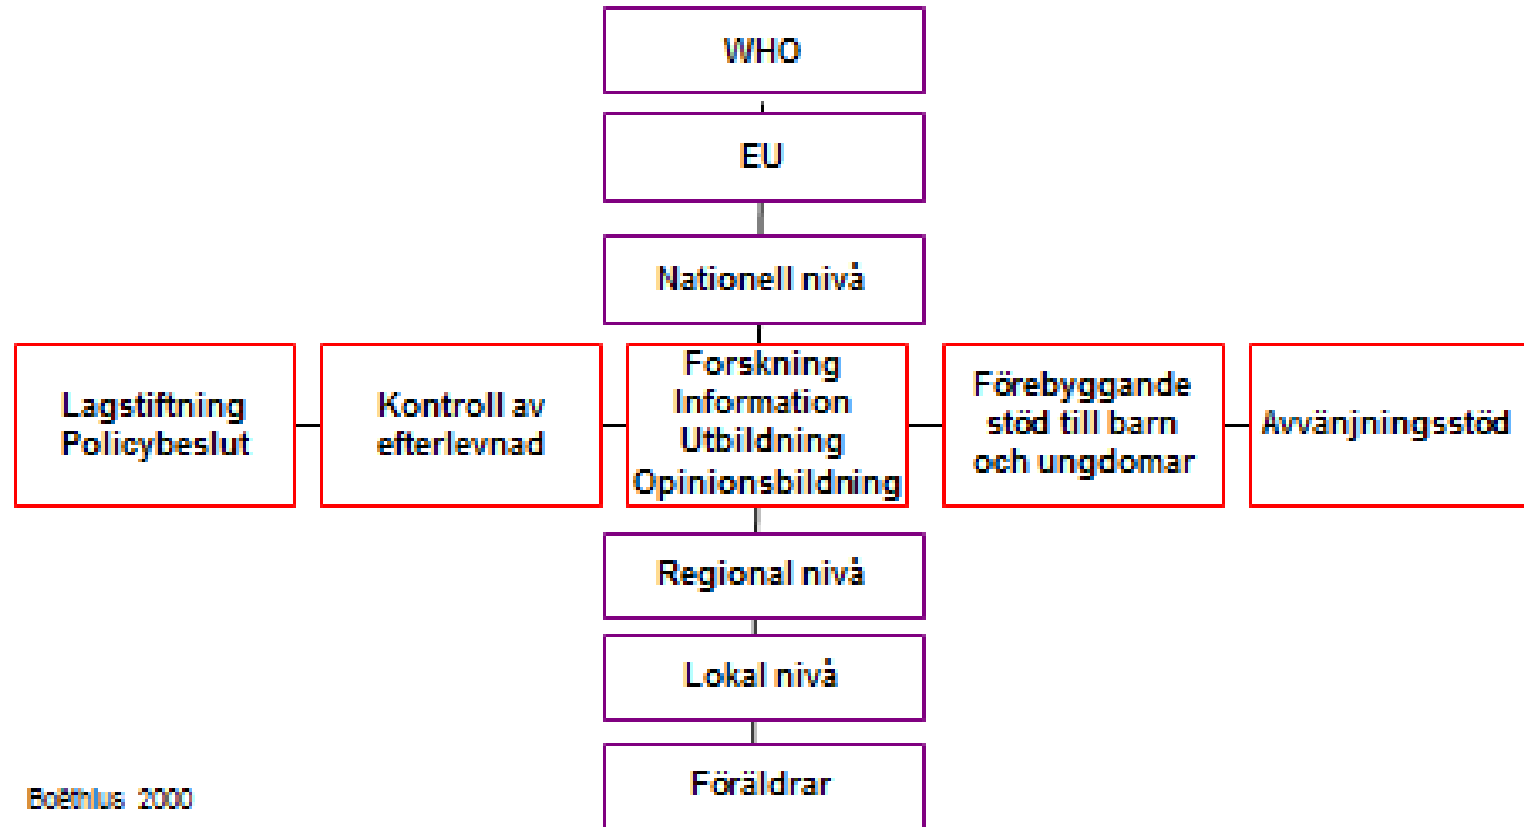 WHO
EU
Nationell nivå
Lagstiftning
Policybeslut
Kontroll av
efterlevnad
Forskning
Information
Utbildning
Opinionsbildning
Förebyggande
stöd till barn
och ungdomar
Avvänjningsstöd
Regional nivå
Lokal nivå
Föräldrar
Boëthius 2000